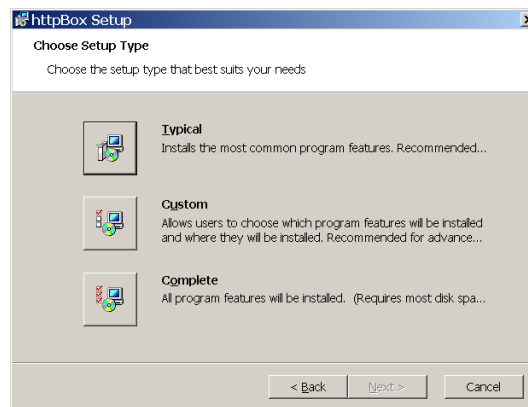 httpBox Setup
Choose Setup Type
Choose the setup type that best suits your needs
Typical
Installs the most common program features. Recommended...
Custom
Allows users to choose which program features will be installed
and where they will be installed. Recommended for advance...
Complete
All program features will be installed. (Requires most disk spa...
< Back
Next >
Cancel